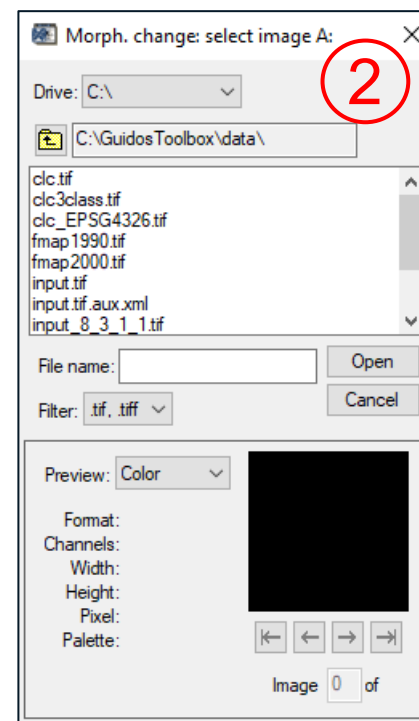 Morph. change: select image A:
2
Drive: C:\
C:\GuidosToolbox\data\
clc.tif
clc3class.tif
clc_EPSG4326.tif
fmap1990.tif
fmap2000.tif
input.tif
input.tif.aux.xml
input_8_3_1_1.tif
File name:
Open
Filter: .tif, .tiff
Cancel
Preview: Color
Format:
Channels:
Width:
Height:
Pixel:
Palette:
Image 0 of